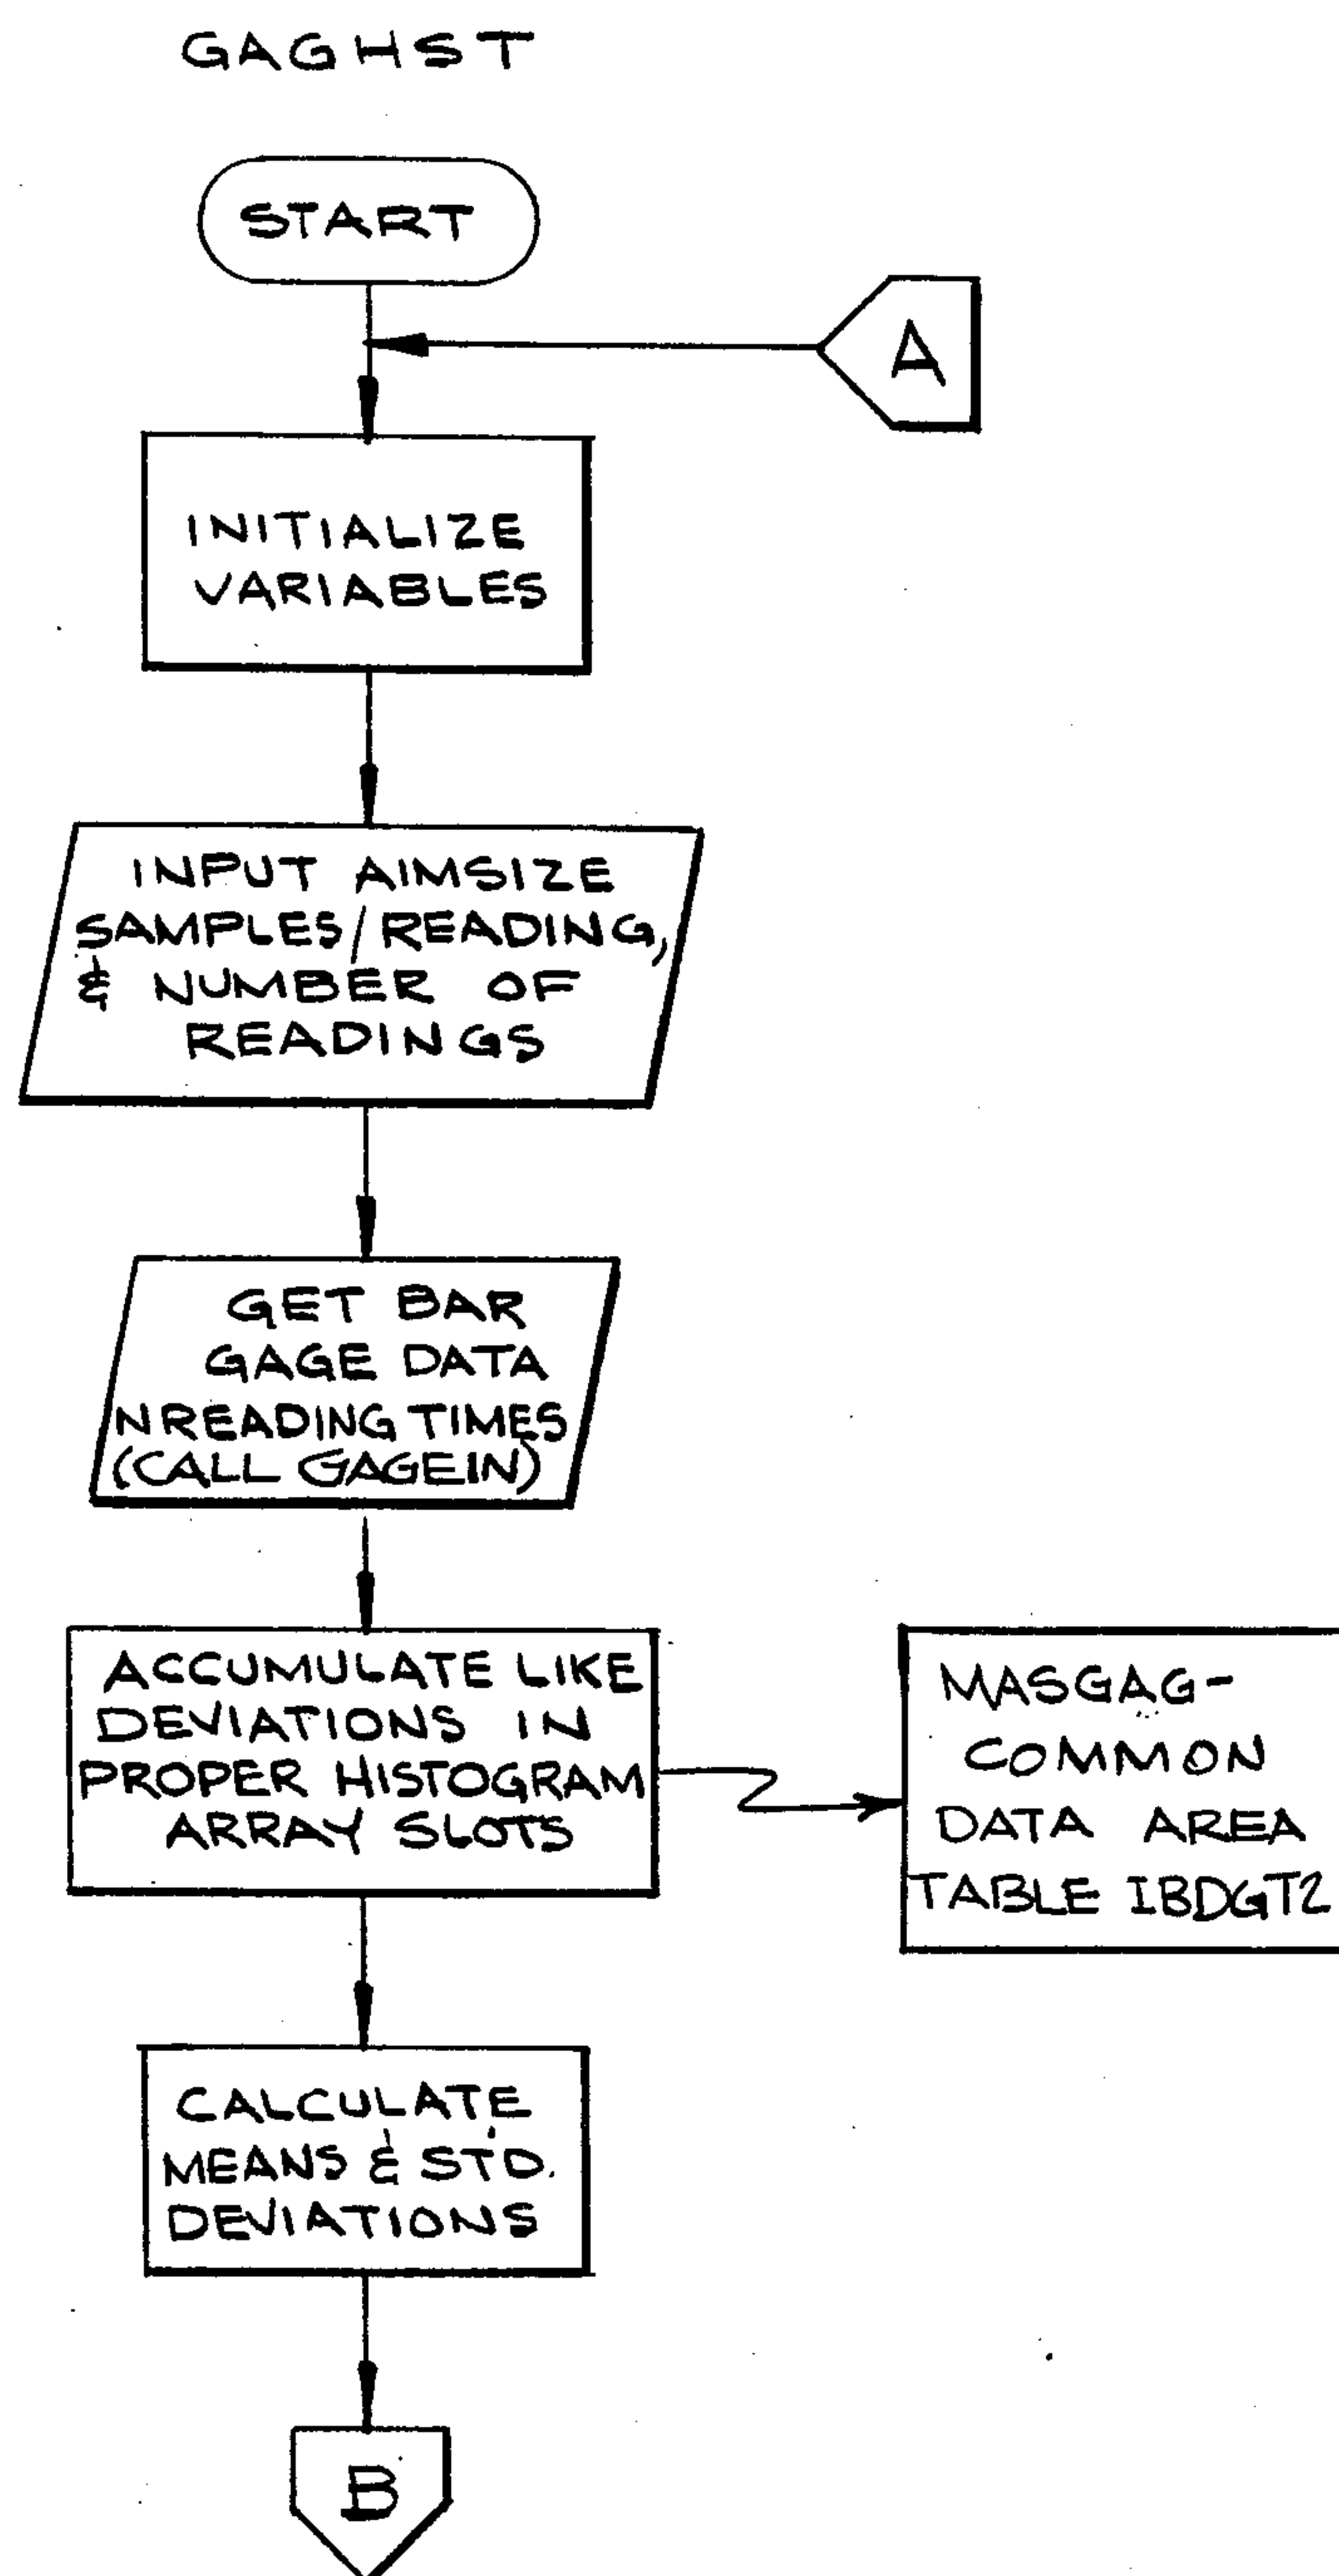 GAGHST
START
A
INITIALIZE
VARIABLES
INPUT AIMSIZE
SAMPLES/READING,
& NUMBER OF
READINGS
GET BAR
GAGE DATA
NREADING TIMES
(CALL GAGEIN)
ACCUMULATE LIKE
DEVIATIONS IN
PROPER HISTOGRAM
ARRAY SLOTS
MASGAG-
COMMON
DATA AREA
TABLE IBDGT2
CALCULATE
MEANS & STD.
DEVIATIONS
B